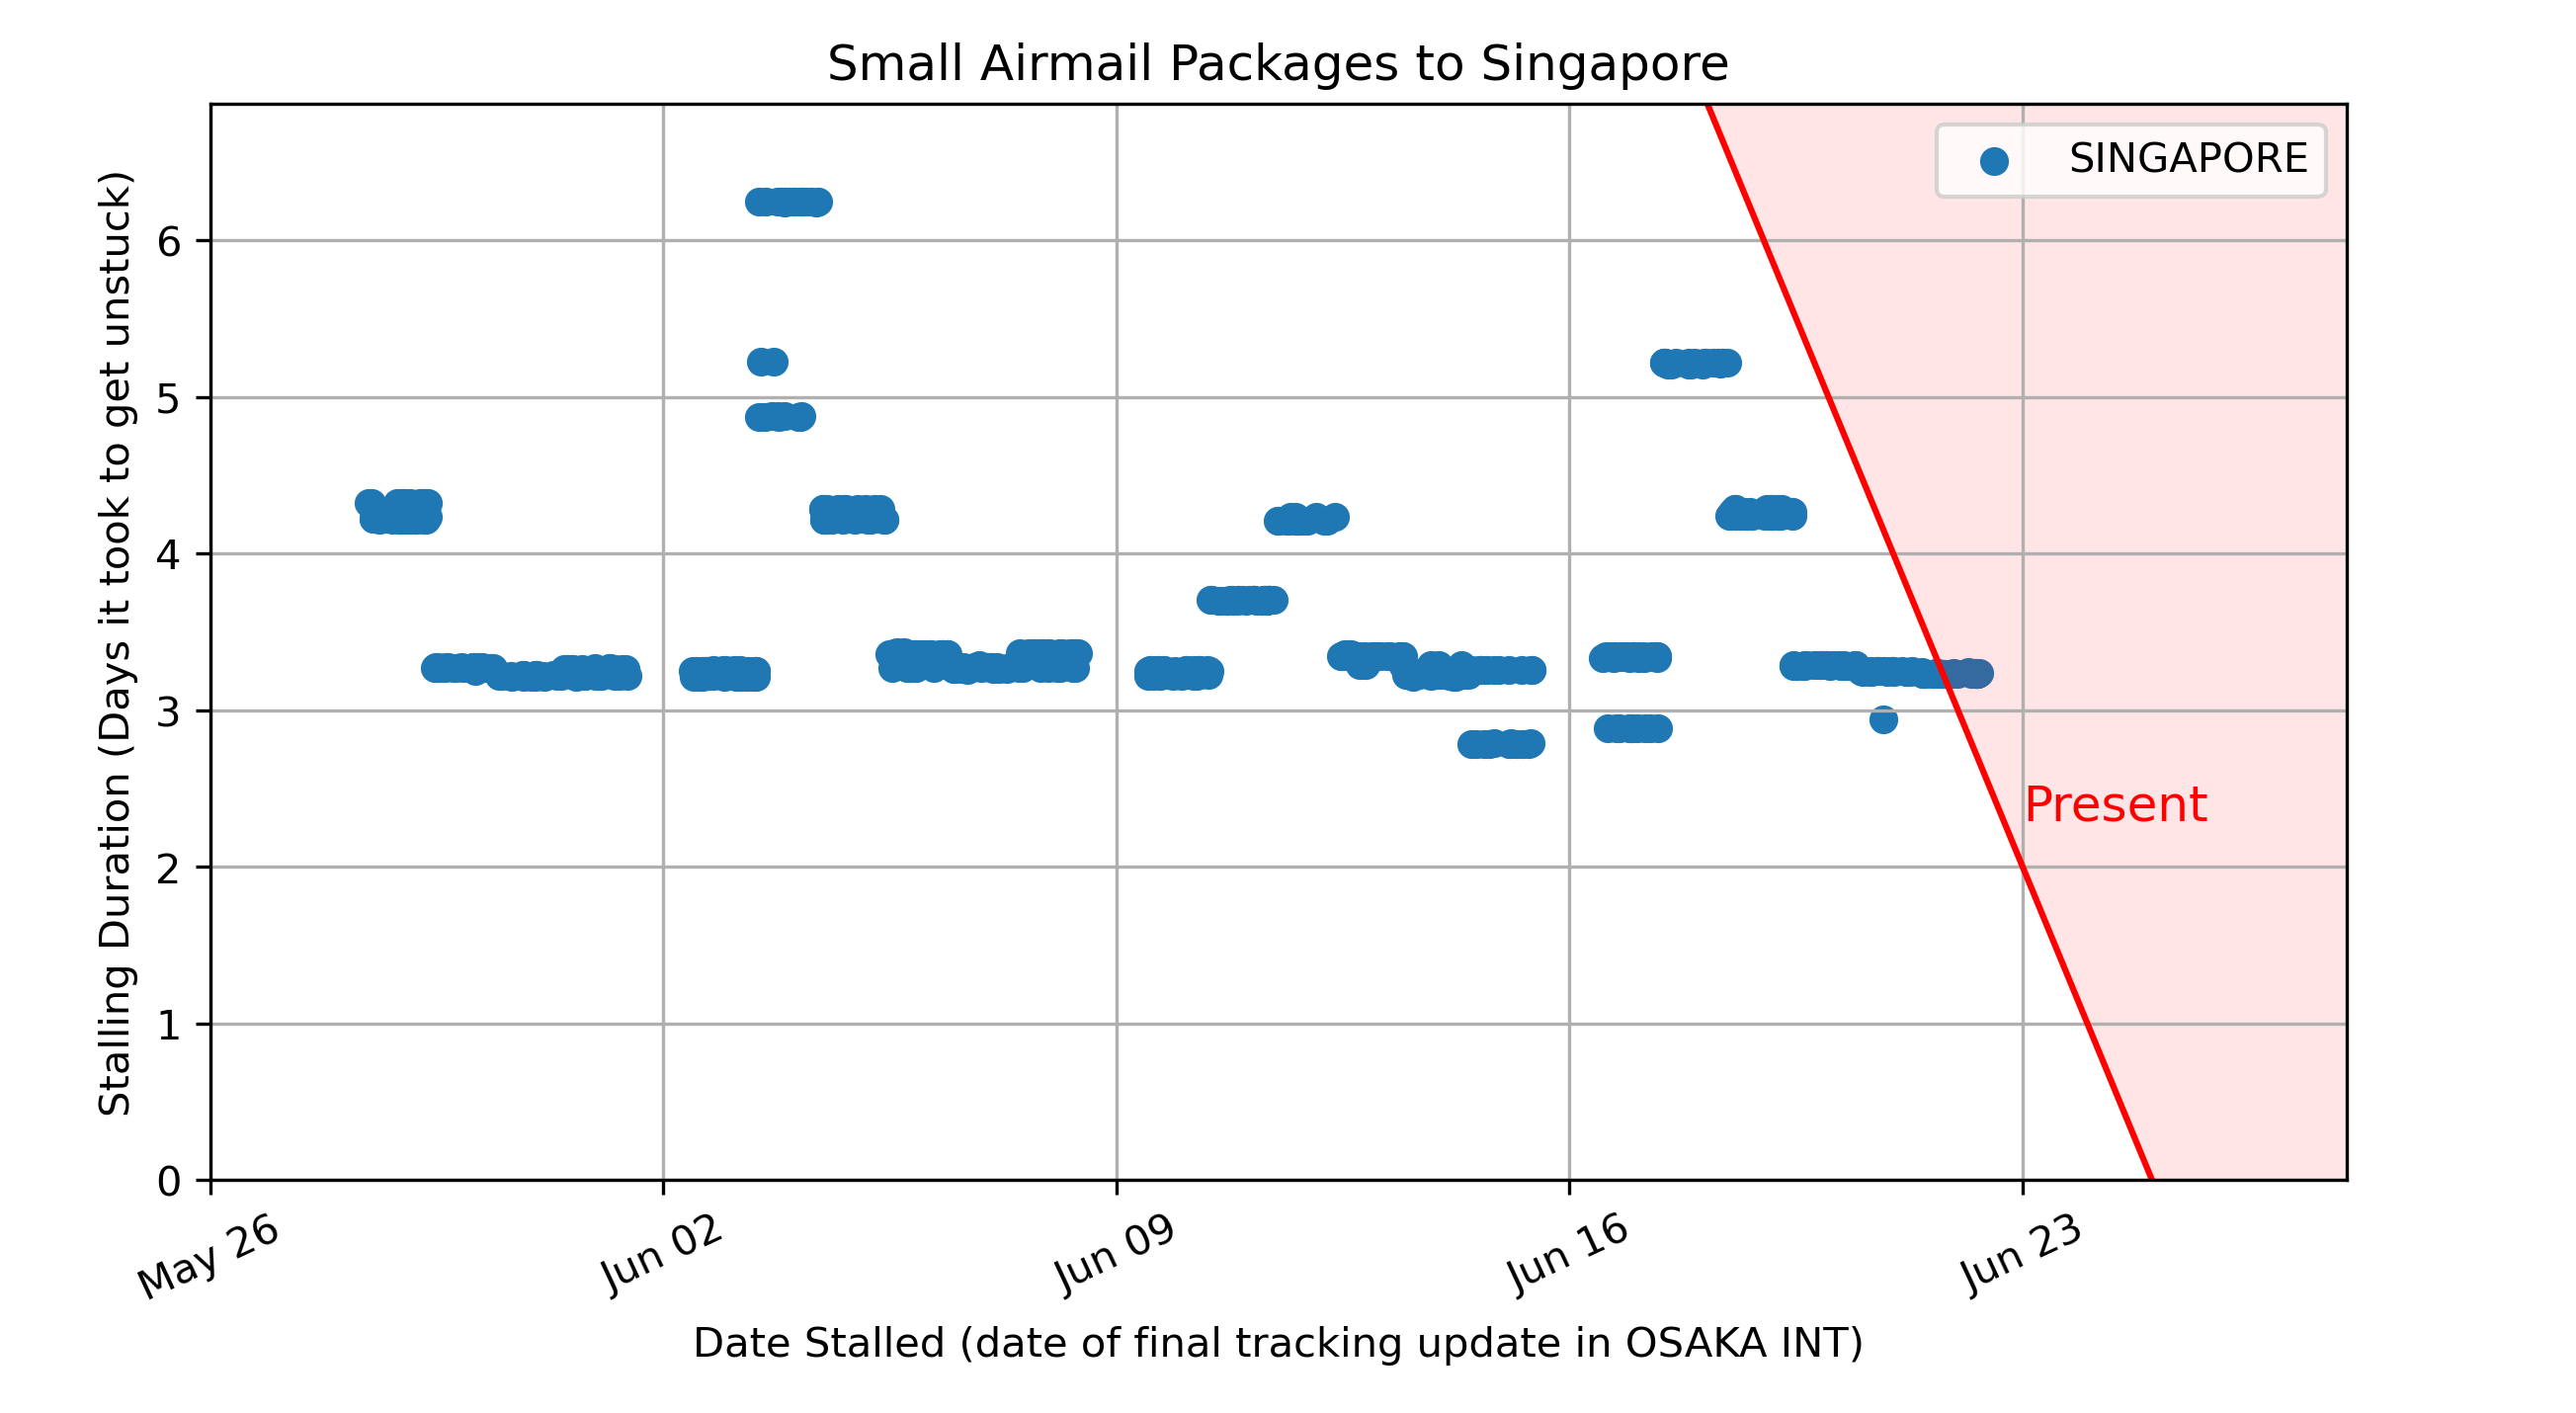 Small Airmail Packages to Singapore
SINGAPORE
Stalling Duration (Days it took to get unstuck)
6
5
4
3
2
1
0
Present
May 26
Jun 02
Jun 09
Jun 16
Jun 23
Date Stalled (date of final tracking update in OSAKA INT)